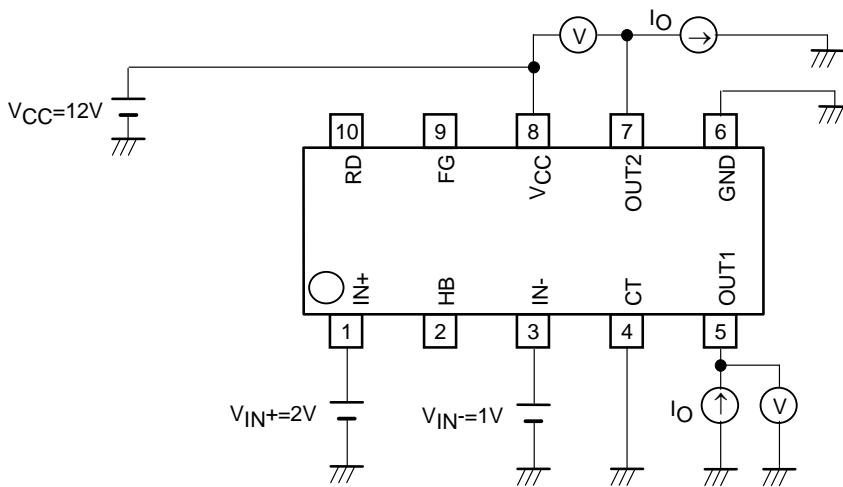 IO
V
VCC=12V
10
9
8
7
6
RD
FG
VCC
OUT2
GND
IN+
HB
IN-
CT
OUT1
1
2
3
4
5
VIN+=2V
VIN-=1V
IO
V